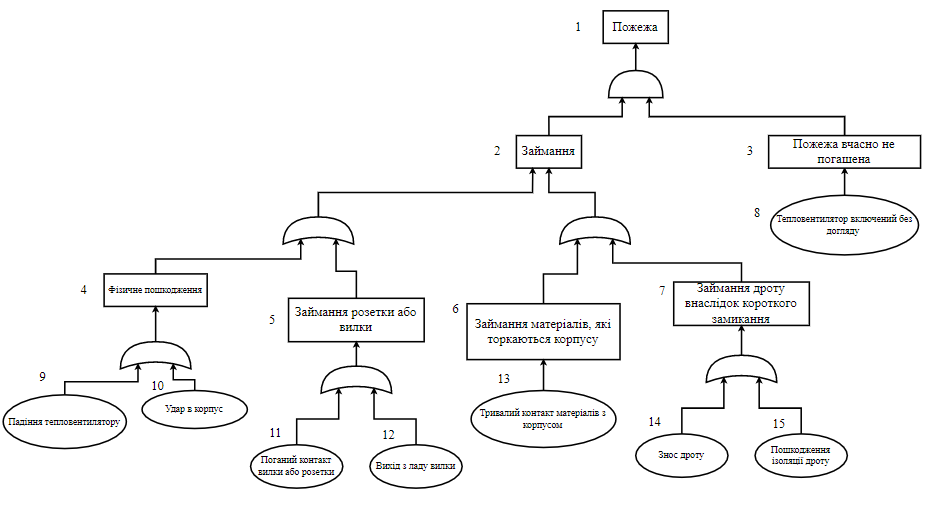 1
Пожежа
2
Займання
3
Пожежа вчасно не
погашена
8
Тепловентилятор включений без
догляду
4
Фізичне пошкодження
5
Займання розетки або
вилки
6
Займання матеріалів, які
торкаються корпусу
7
Займання дроту
внаслідок короткого
замикання
9
Падіння тепловентилятору
10
Удар в корпус
11
Поганий контакт
вилки або розетки
12
Вихід з ладу вилки
13
Тривалий контакт матеріалів з
корпусом
14
Знос дроту
15
Пошкодження
ізоляції дроту